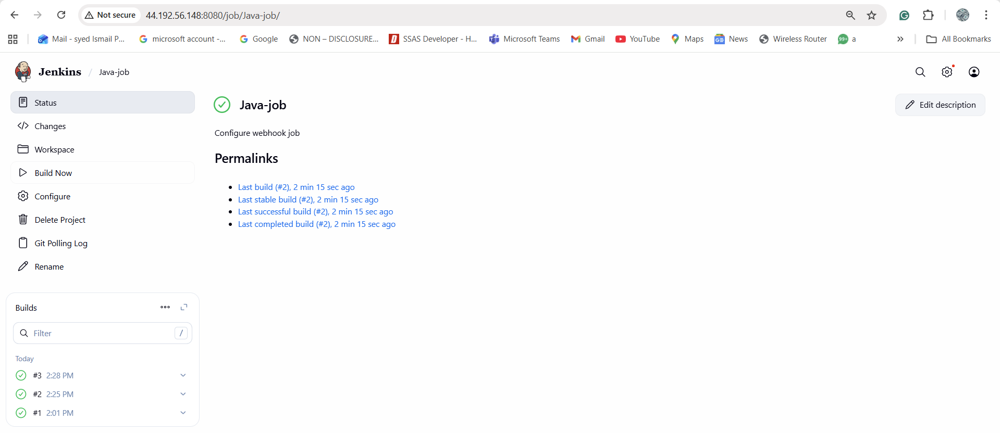 Not secure 44.192.56.148:8080/job/Java-job/
Mail - syed Ismail P... microsoft account -... Google NON – DISCLOSURE... SSAS Developer - H... Microsoft Teams Gmail YouTube Maps News Wireless Router 99+ a » All Bookmarks
Jenkins / Java-job
Status
Changes
Workspace
Build Now
Configure
Delete Project
Git Polling Log
Rename
Builds
Filter /
Today
#3 2:28 PM
#2 2:25 PM
#1 2:01 PM
Java-job
Edit description
Configure webhook job
Permalinks
Last build (#2), 2 min 15 sec ago
Last stable build (#2), 2 min 15 sec ago
Last successful build (#2), 2 min 15 sec ago
Last completed build (#2), 2 min 15 sec ago